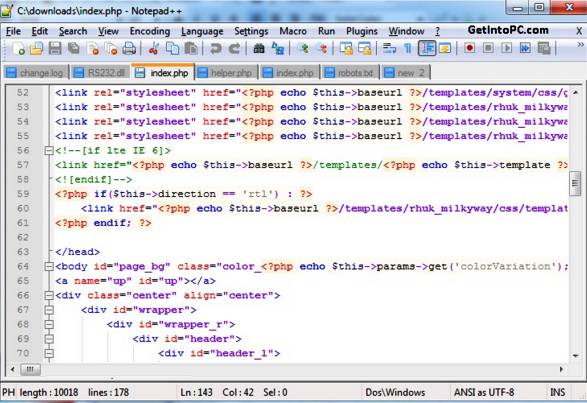 C:\downloads\index.php - Notepad++
File Edit Search View Encoding Language Settings Macro Run Plugins Window ? GetIntoPC.com X
change.log RS232.dll index.php helper.php index.php robots.txt new 2
52 <link rel="stylesheet" href="<?php echo $this->baseurl ?>/templates/system/css/g
53 <link rel="stylesheet" href="<?php echo $this->baseurl ?>/templates/rhuk_milkywa
54 <link rel="stylesheet" href="<?php echo $this->baseurl ?>/templates/rhuk_milkywa
55 <link rel="stylesheet" href="<?php echo $this->baseurl ?>/templates/rhuk_milkywa
56 <!--[if lte IE 6]>
57 <link href="<?php echo $this->baseurl ?>/templates/<?php echo $this->template ?>
58 <![endif]-->
59 <?php if($this->direction == 'rtl') : ?>
60 <link href="<?php echo $this->baseurl ?>/templates/rhuk_milkyway/css/templat
61 <?php endif; ?>
62
63 </head>
64 <body id="page_bg" class="color_<?php echo $this->params->get('colorVariation');
65 <a name="up" id="up"></a>
66 <div class="center" align="center">
67 <div id="wrapper">
68 <div id="wrapper_r">
69 <div id="header">
70 <div id="header_l">
PH length : 10018 lines : 178 Ln : 143 Col : 42 Sel : 0 Dos\Windows ANSI as UTF-8 INS